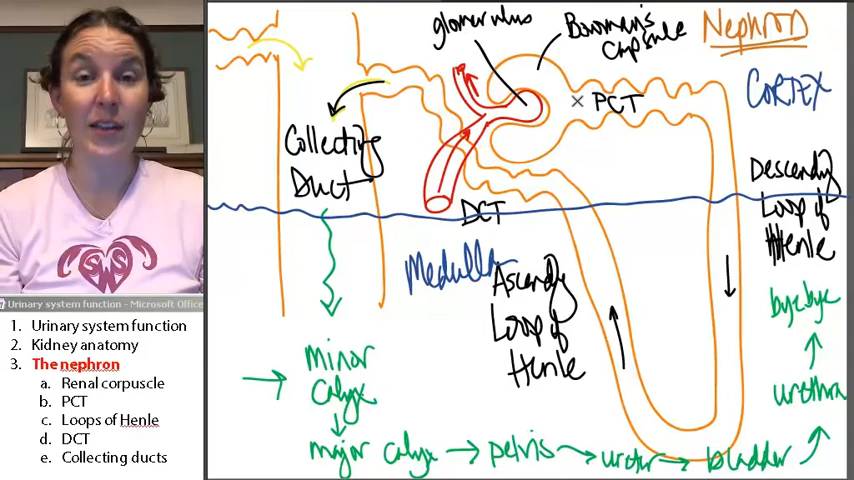 glomerulus
Bowman's
capsule
Nephron
PCT
CORTEX
Collecting
Duct
Descendg
Loop of
Henle
DCT
Medulla
Ascendg
Loop of
Henle
bye bye
minor
calyx
urethra
major calyx
pelvis
ureter
bladder
SWS
Urinary system function - Microsoft Office
1. Urinary system function
2. Kidney anatomy
3. The nephron
a. Renal corpuscle
b. PCT
c. Loops of Henle
d. DCT
e. Collecting ducts